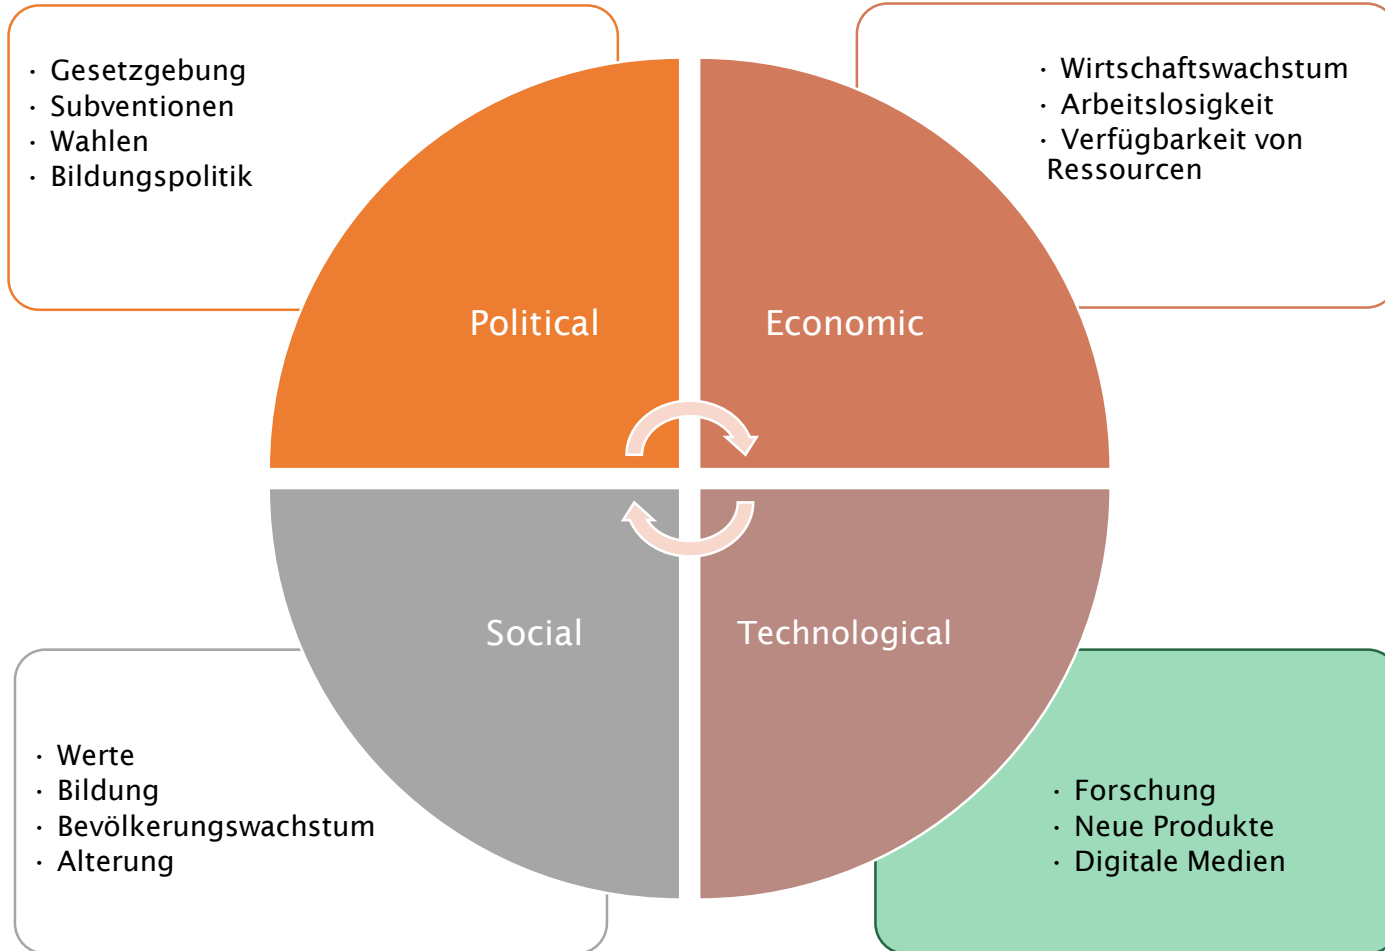 · Gesetzgebung
· Subventionen
· Wahlen
· Bildungspolitik
· Wirtschaftswachstum
· Arbeitslosigkeit
· Verfügbarkeit von
Ressourcen
Political
Economic
Social
Technological
· Werte
· Bildung
· Bevölkerungswachstum
· Alterung
· Forschung
· Neue Produkte
· Digitale Medien